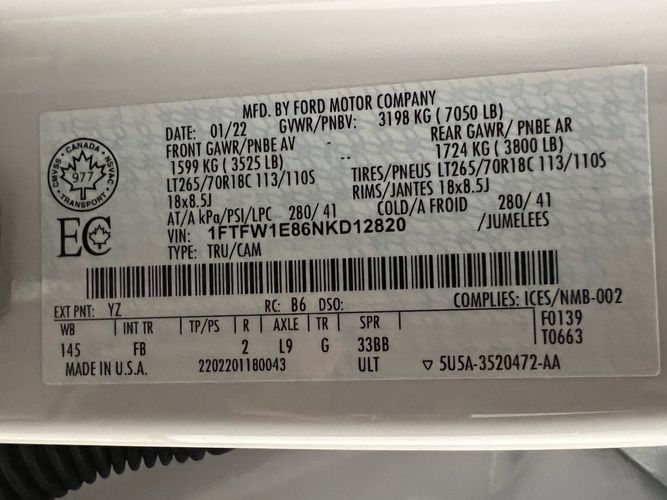 MFD. BY FORD MOTOR COMPANY
DATE: 01/22 GVWR/PNBV: 3198 KG ( 7050 LB)
FRONT GAWR/PNBE AV REAR GAWR/ PNBE AR
1599 KG ( 3525 LB) -- 1724 KG ( 3800 LB)
LT265/70R18C 113/110S TIRES/PNEUS LT265/70R18C 113/110S
18x8.5J RIMS/JANTES 18x8.5J
AT/A kPa/PSI/LPC 280/ 41 COLD/A FROID 280/ 41
VIN: 1FTFW1E86NKD12820 /JUMELEES
TYPE: TRU/CAM
CMVSS · CANADA · NSVAC
977
TRANSPORT
EC
EXT PNT: YZ RC: B6 DSO: COMPLIES: ICES/NMB-002
WB INT TR TP/PS R AXLE TR SPR F0139
145 FB 2 L9 G 33BB T0663
MADE IN U.S.A. 2202201180043 ULT ▽ 5U5A-3520472-AA